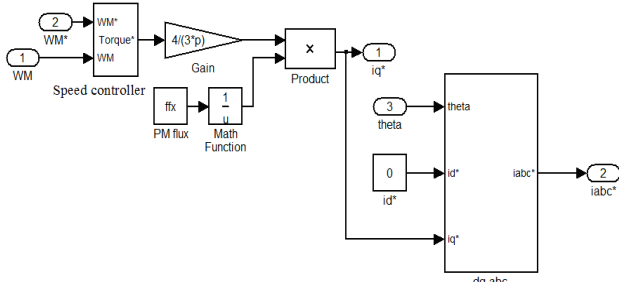 2
WM*
1
WM
WM*
Torque*
WM
Speed controller
4/(3*p)
Gain
ffx
PM flux
1
u
Math
Function
×
Product
1
iq*
3
theta
0
id*
theta
id*
iq*
iabc*
2
iabc*
dq abc